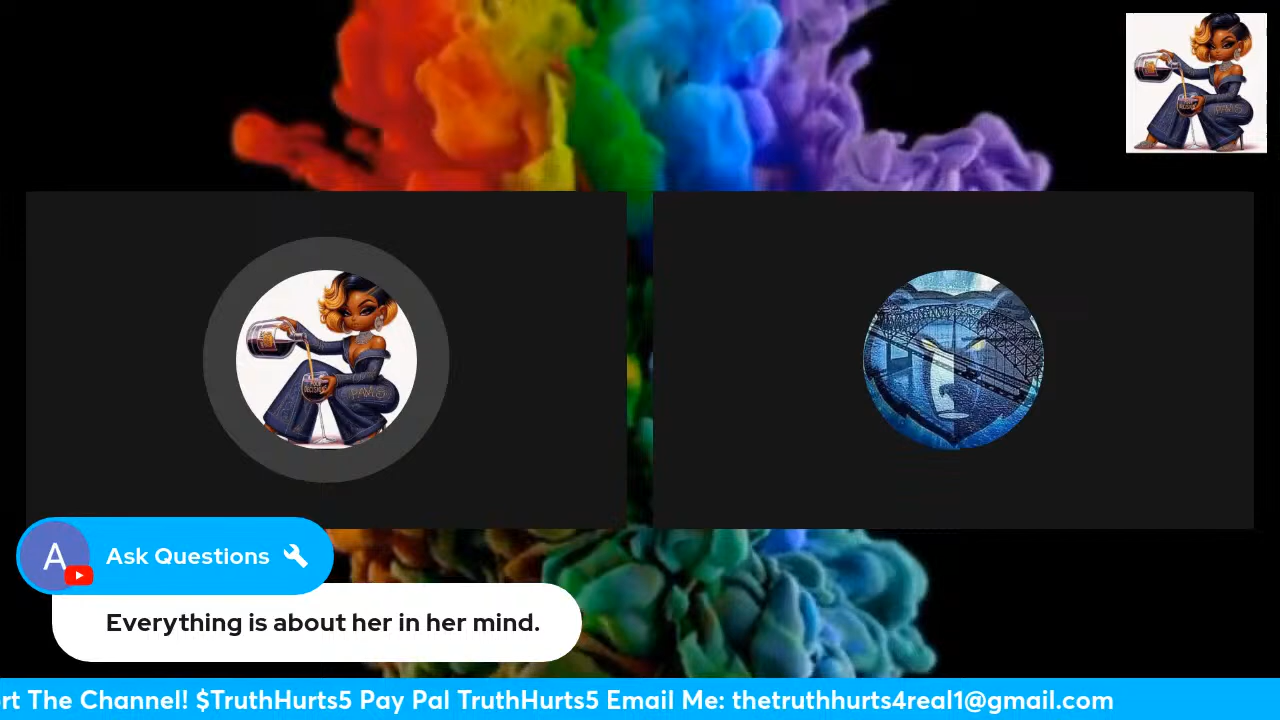 A Ask Questions
Everything is about her in her mind.
rt The Channel! $TruthHurts5 Pay Pal TruthHurts5 Email Me: thetruthhurts4real1@gmail.com